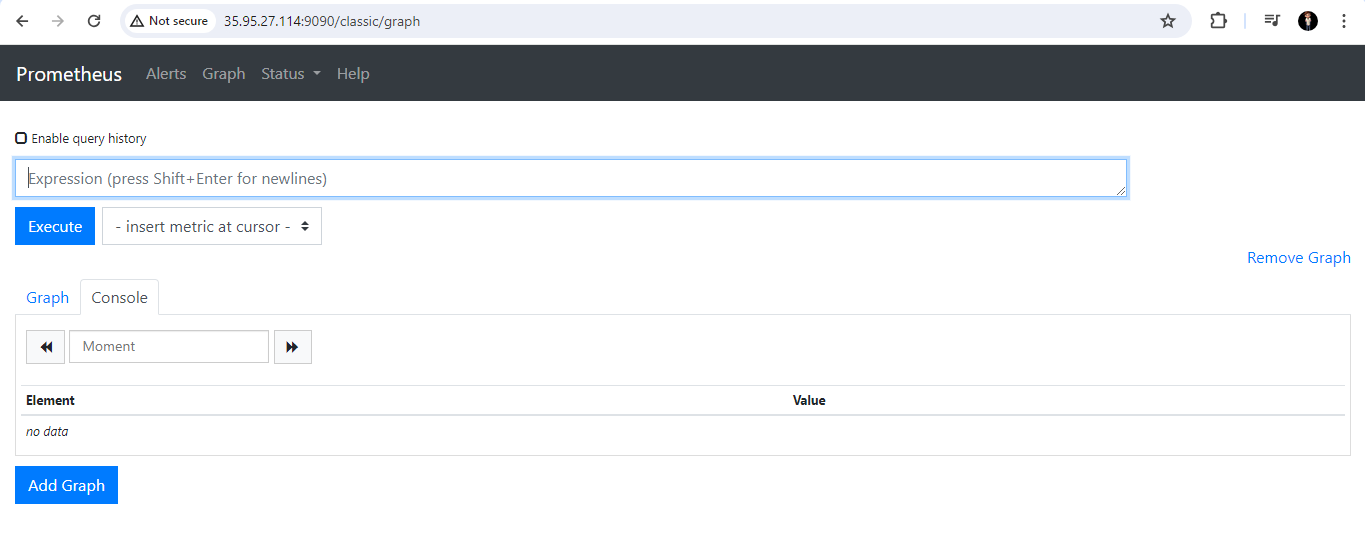 Not secure 35.95.27.114:9090/classic/graph
Prometheus Alerts Graph Status Help
Enable query history
Expression (press Shift+Enter for newlines)
Execute - insert metric at cursor -
Remove Graph
Graph Console
Moment
Element Value
no data
Add Graph